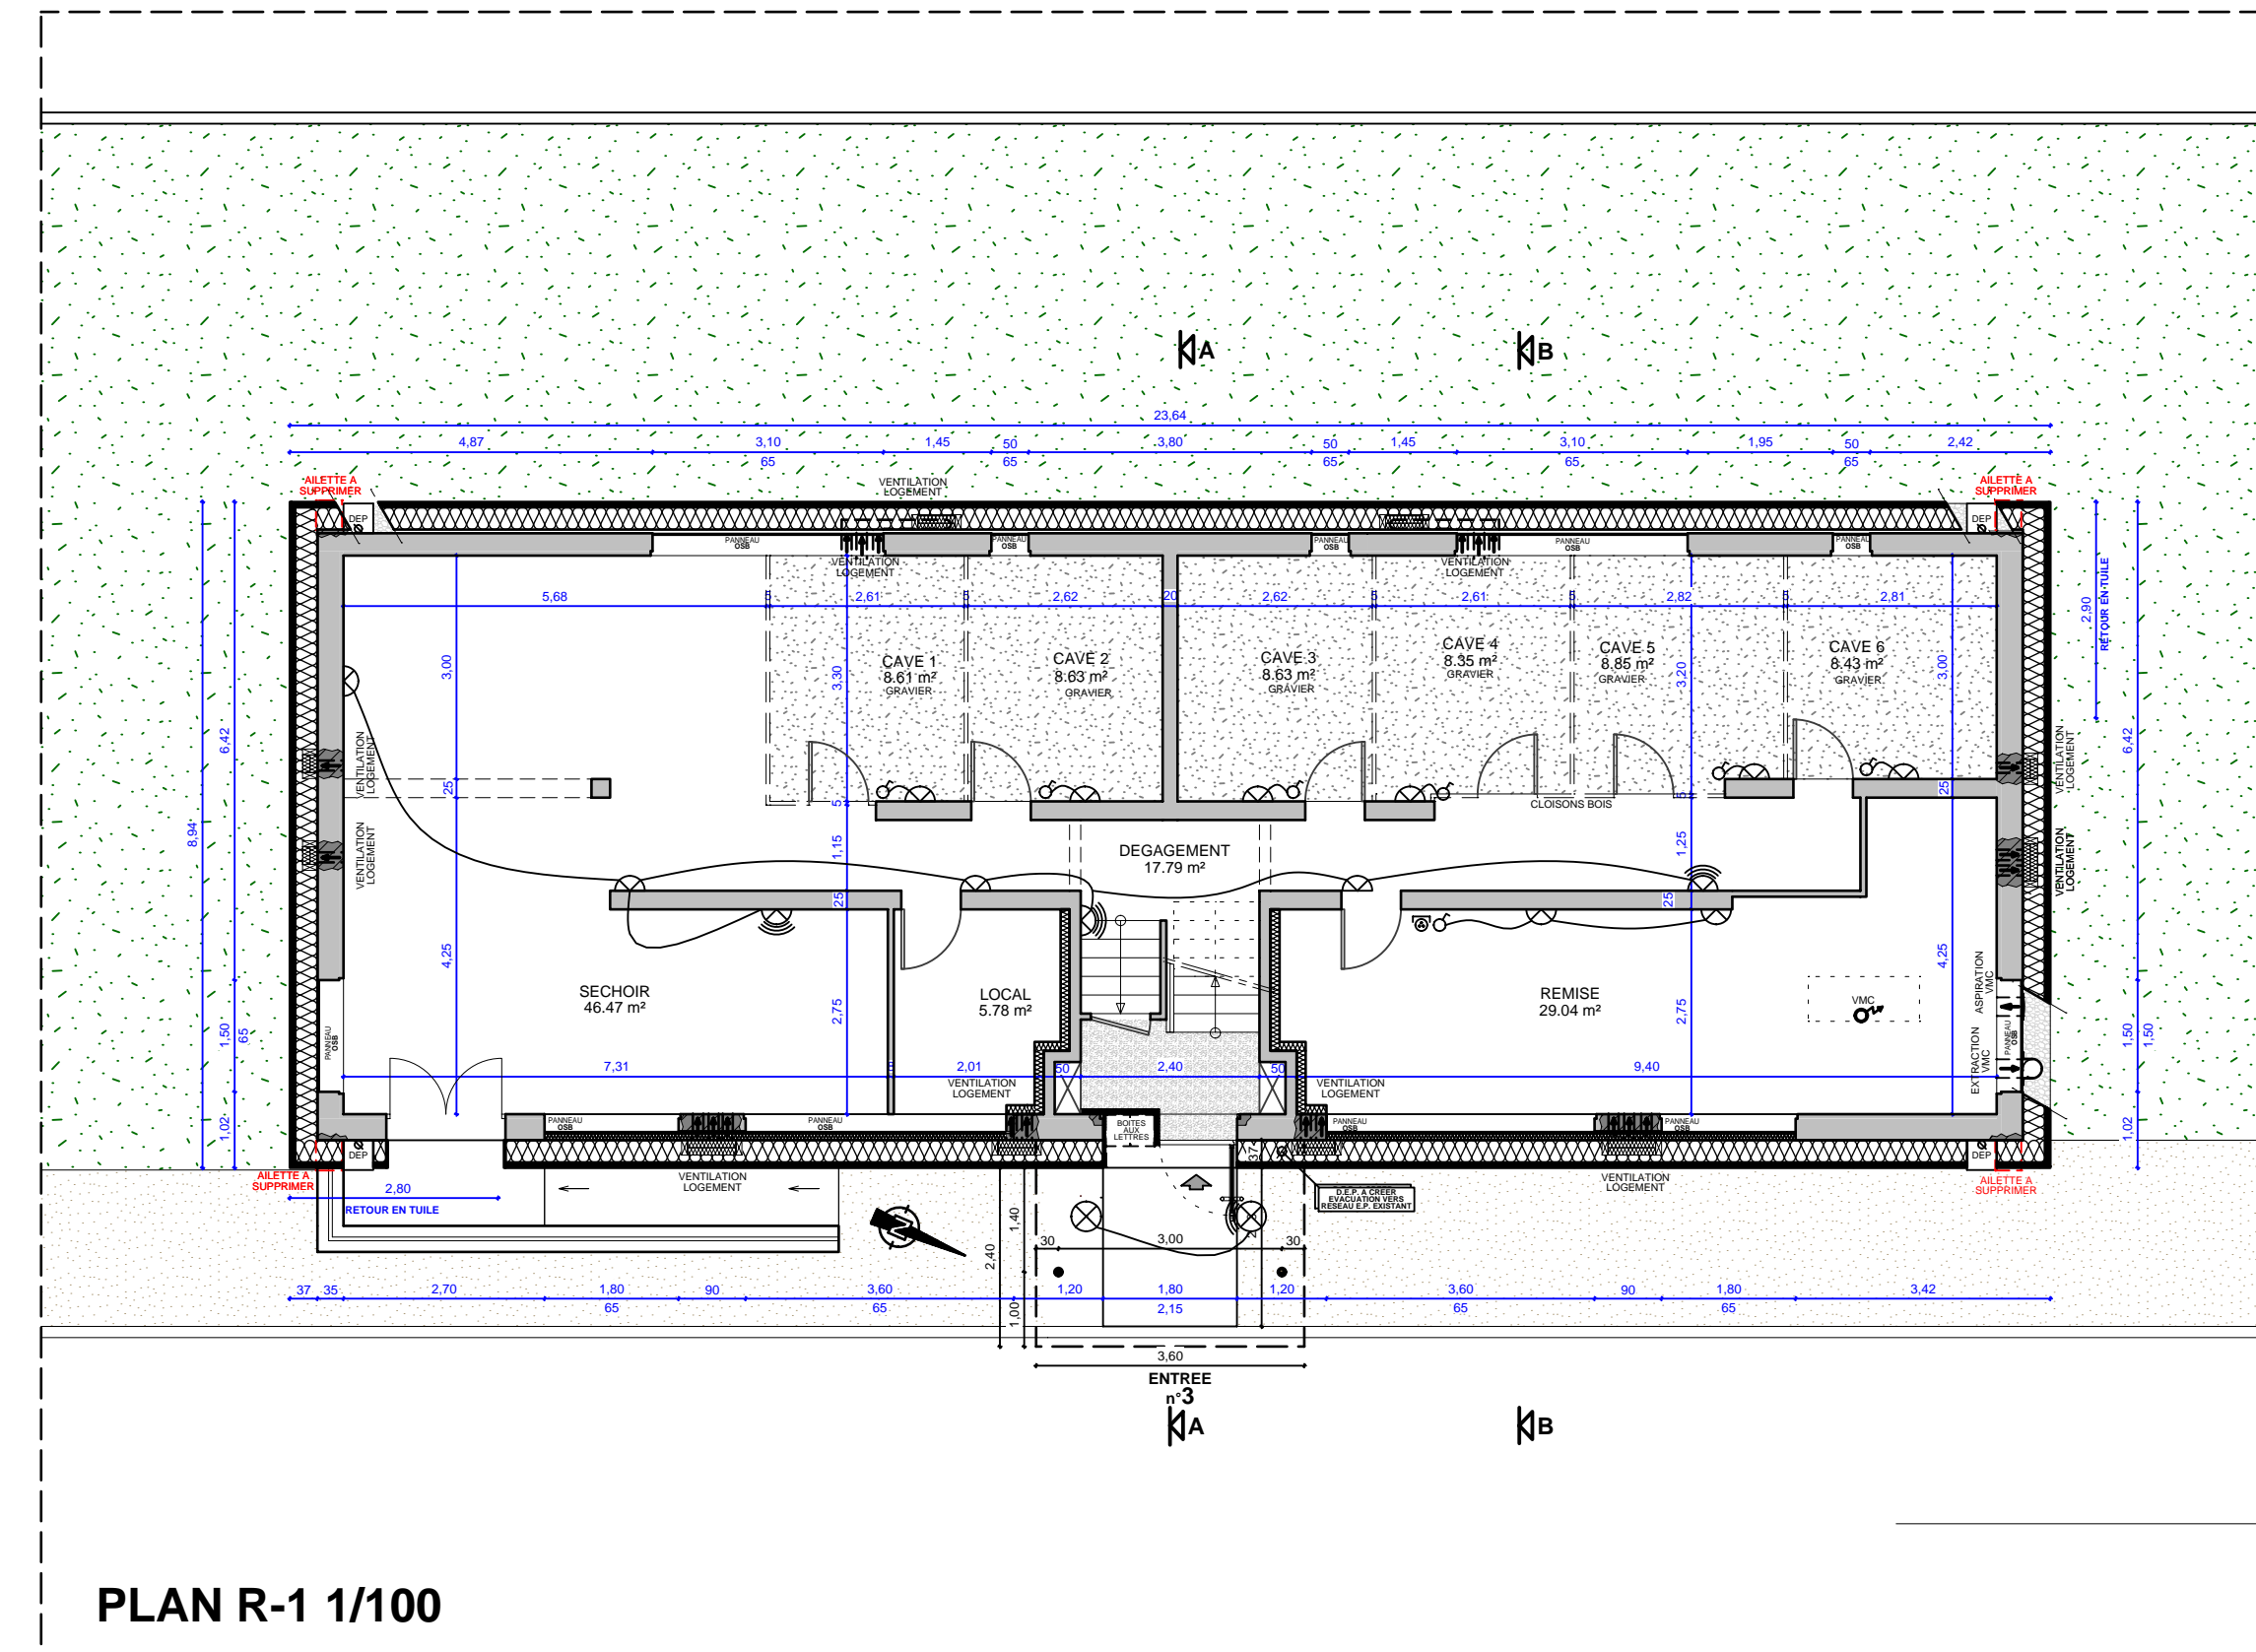 A
B
23,64
4,87
3,10
1,45
50
3,80
50
1,45
3,10
1,95
50
2,42
65
65
65
65
65
AILETTE A
SUPPRIMER
VENTILATION
LOGEMENT
AILETTE A
SUPPRIMER
DEP
DEP
PANNEAU
OSB
PANNEAU
OSB
PANNEAU
OSB
PANNEAU
OSB
PANNEAU
OSB
VENTILATION
LOGEMENT
VENTILATION
LOGEMENT
5,68
5
2,61
5
2,62
20
2,62
5
2,61
5
2,82
5
2,81
2,90
RETOUR EN TUILE
CAVE 1
8.61 m²
GRAVIER
CAVE 2
8.63 m²
GRAVIER
CAVE 3
8.63 m²
GRAVIER
CAVE 4
8.35 m²
GRAVIER
CAVE 5
8.85 m²
GRAVIER
CAVE 6
8.43 m²
GRAVIER
3,00
3,30
3,20
3,00
6,42
6,42
VENTILATION
LOGEMENT
VENTILATION
LOGEMENT
25
5
5
25
CLOISONS BOIS
8,94
VENTILATION
LOGEMENT
VENTILATION
LOGEMENT
1,15
1,25
DEGAGEMENT
17.79 m²
25
25
4,25
4,25
SECHOIR
46.47 m²
LOCAL
5.78 m²
REMISE
29.04 m²
2,75
2,75
VMC
ASPIRATION
VMC
EXTRACTION
VMC
PANNEAU
OSB
PANNEAU
OSB
1,50
65
1,50
1,50
7,31
5
2,01
50
2,40
50
9,40
VENTILATION
LOGEMENT
VENTILATION
LOGEMENT
1,02
1,02
PANNEAU
OSB
PANNEAU
OSB
BOITES
AUX
LETTRES
PANNEAU
OSB
PANNEAU
OSB
DEP
37
DEP
AILETTE A
SUPPRIMER
VENTILATION
LOGEMENT
VENTILATION
LOGEMENT
AILETTE A
SUPPRIMER
2,80
RETOUR EN TUILE
D.E.P. A CREER
EVACUATION VERS
RESEAU E.P. EXISTANT
1,40
2,40
30
3,00
30
37
35
2,70
1,80
90
3,60
1,20
1,80
1,20
3,60
90
1,80
3,42
65
65
1,00
2,15
65
65
3,60
ENTREE
n°3
A
B
PLAN R-1 1/100